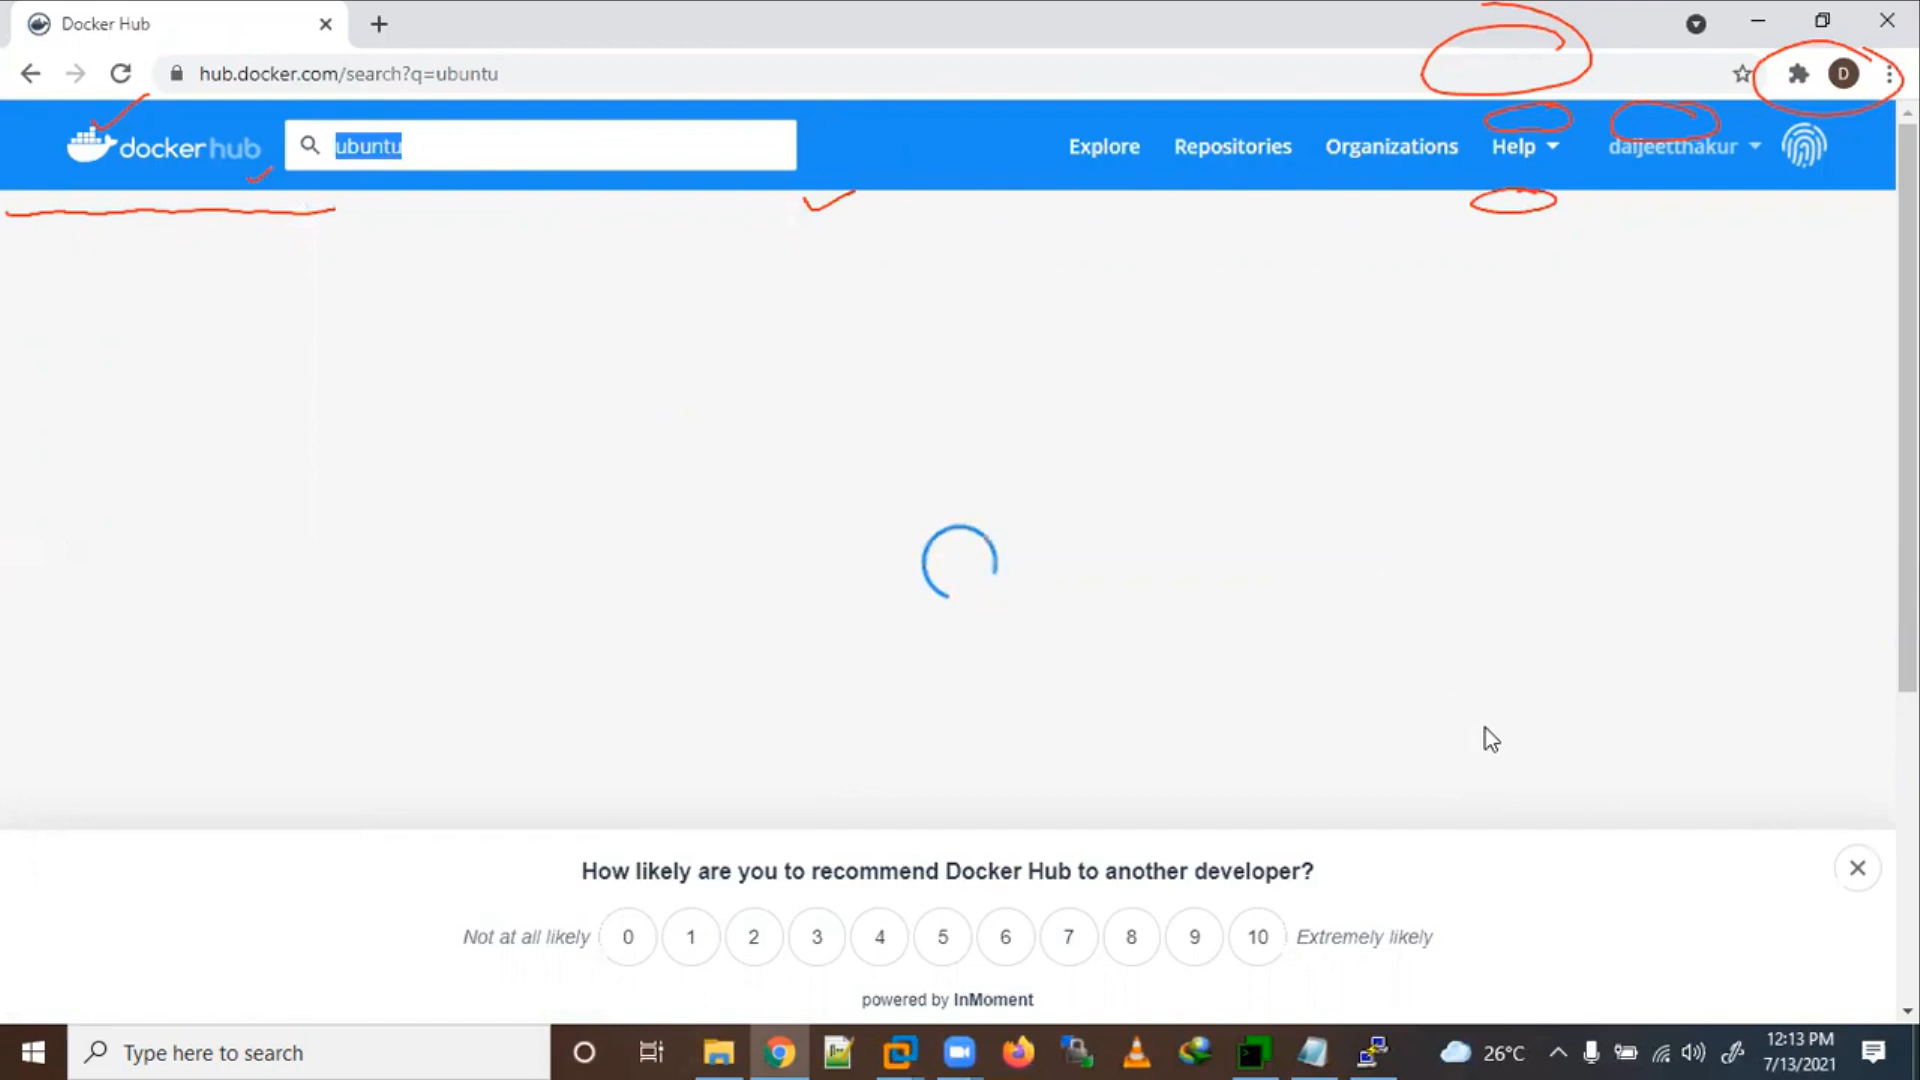 Docker Hub
hub.docker.com/search?q=ubuntu
D
docker hub
ubuntu
Explore
Repositories
Organizations
Help
daljeetthakur
How likely are you to recommend Docker Hub to another developer?
Not at all likely 0 1 2 3 4 5 6 7 8 9 10 Extremely likely
powered by InMoment
Type here to search
26°C
12:13 PM
7/13/2021